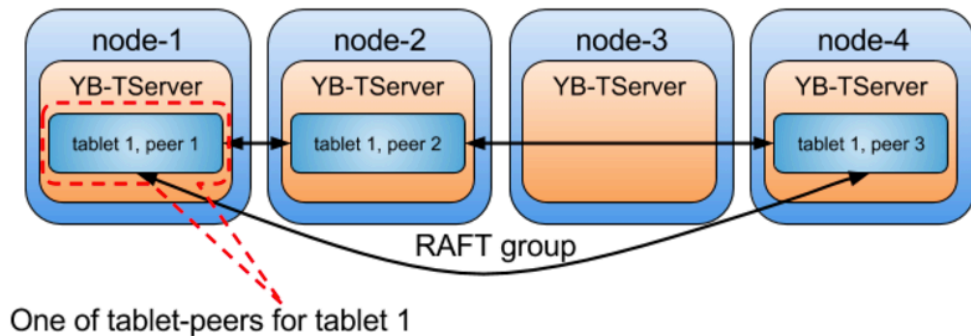 node-1
node-2
node-3
node-4
YB-TServer
YB-TServer
YB-TServer
YB-TServer
tablet 1, peer 1
tablet 1, peer 2
tablet 1, peer 3
RAFT group
One of tablet-peers for tablet 1